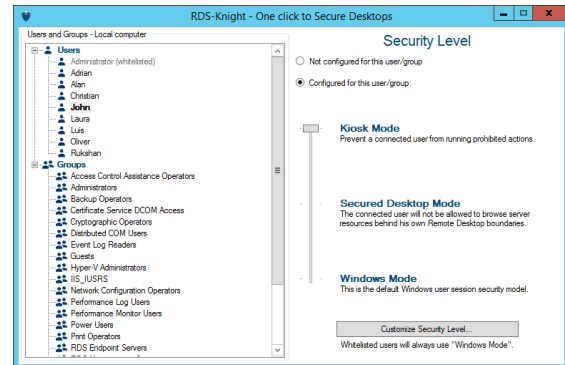 RDS-Knight - One click to Secure Desktops
Users and Groups - Local computer
Users
Administrator (whitelisted)
Adrian
Alan
Christian
John
Laura
Luis
Oliver
Rukshan
Groups
Access Control Assistance Operators
Administrators
Backup Operators
Certificate Service DCOM Access
Cryptographic Operators
Distributed COM Users
Event Log Readers
Guests
Hyper-V Administrators
IIS_IUSRS
Network Configuration Operators
Performance Log Users
Performance Monitor Users
Power Users
Print Operators
RDS Endpoint Servers
Security Level
Not configured for this user/group
Configured for this user/group:
Kiosk Mode
Prevent a connected user from running prohibited actions.
Secured Desktop Mode
The connected user will not be allowed to browse server
resources behind his own Remote Desktop boundaries.
Windows Mode
This is the default Windows user session security model.
Customize Security Level...
Whitelisted users will always use "Windows Mode".